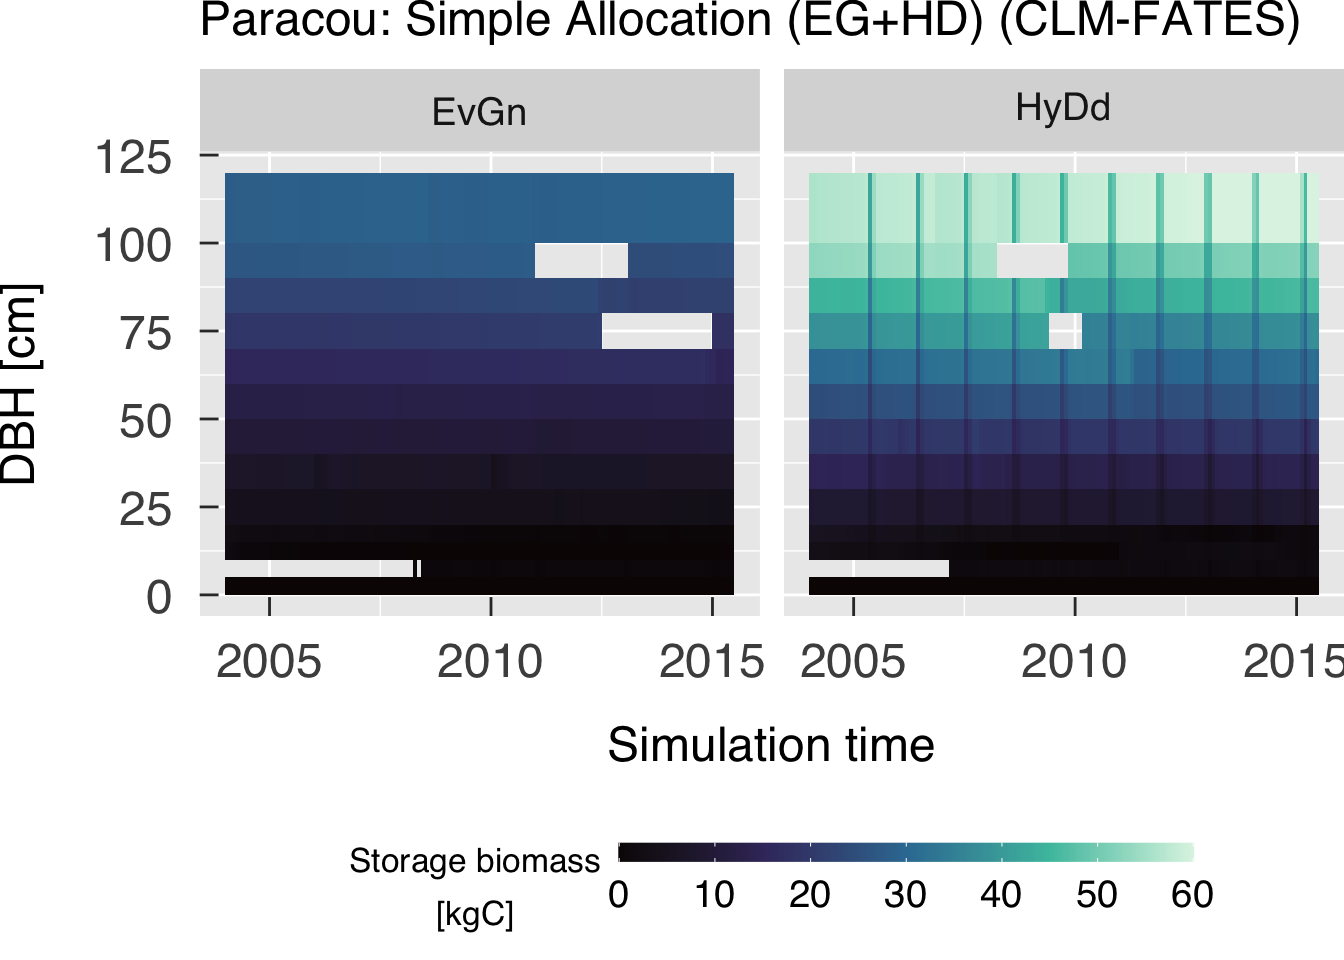 Paracou: Simple Allocation (EG+HD) (CLM-FATES)
EvGn
HyDd
DBH [cm]
125
100
75
50
25
0
2005 2010 2015 2005 2010 2015
Simulation time
Storage biomass
[kgC]
0 10 20 30 40 50 60